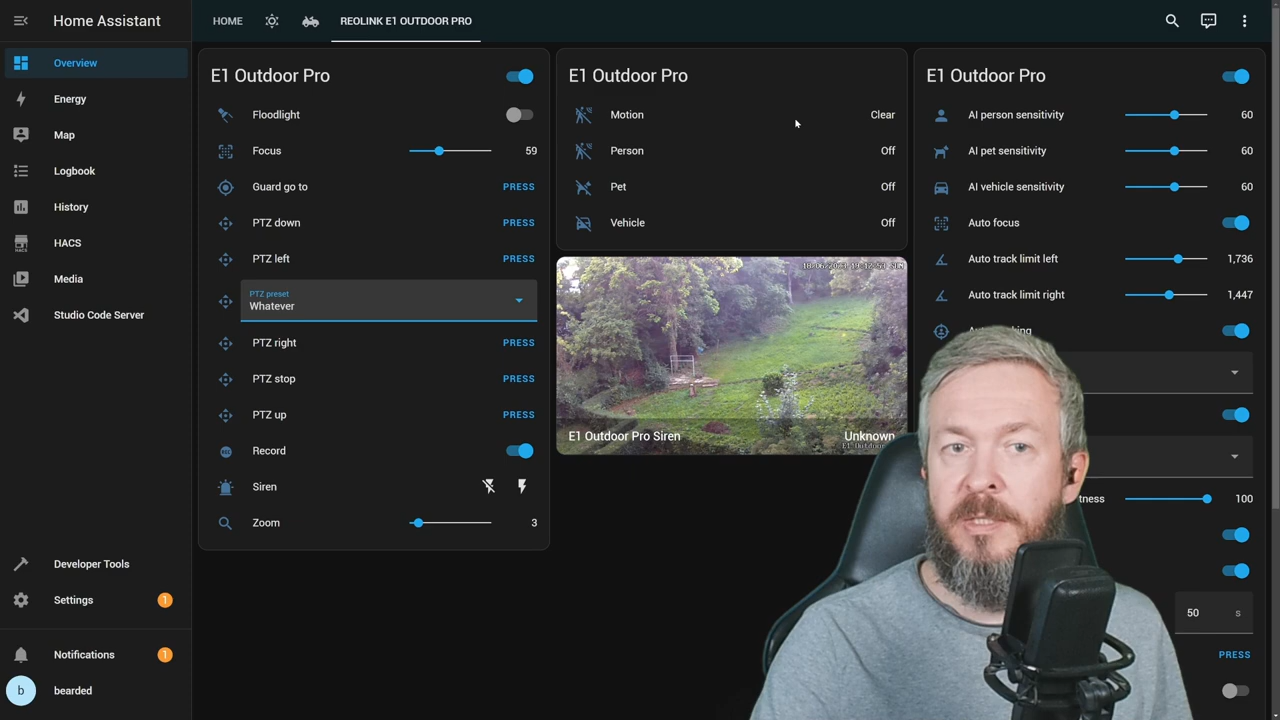 Home Assistant
HOME
REOLINK E1 OUTDOOR PRO
Overview
Energy
Map
Logbook
History
HACS
HACS
Media
Studio Code Server
Developer Tools
Settings
1
Notifications
1
b
bearded
E1 Outdoor Pro
Floodlight
Focus
59
Guard go to
PRESS
PTZ down
PRESS
PTZ left
PRESS
PTZ preset
Whatever
PTZ right
PRESS
PTZ stop
PRESS
PTZ up
PRESS
Record
Siren
Zoom
3
E1 Outdoor Pro
Motion
Clear
Person
Off
Pet
Off
Vehicle
Off
SUN
E1 Outdoor Pro Siren
Unknown
E1 Outdoor
E1 Outdoor Pro
AI person sensitivity
60
AI pet sensitivity
60
AI vehicle sensitivity
60
Auto focus
Auto track limit left
1,736
Auto track limit right
1,447
tness
100
50
s
PRESS